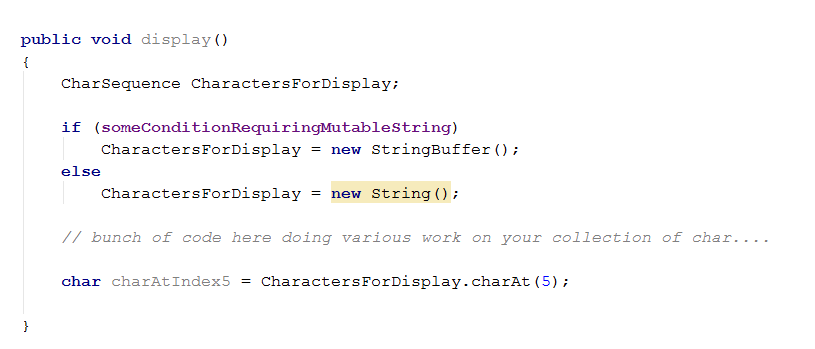 public void display()
{
CharSequence CharactersForDisplay;
if (someConditionRequiringMutableString)
CharactersForDisplay = new StringBuffer();
else
CharactersForDisplay = new String();
// bunch of code here doing various work on your collection of char....
char charAtIndex5 = CharactersForDisplay.charAt(5);
}